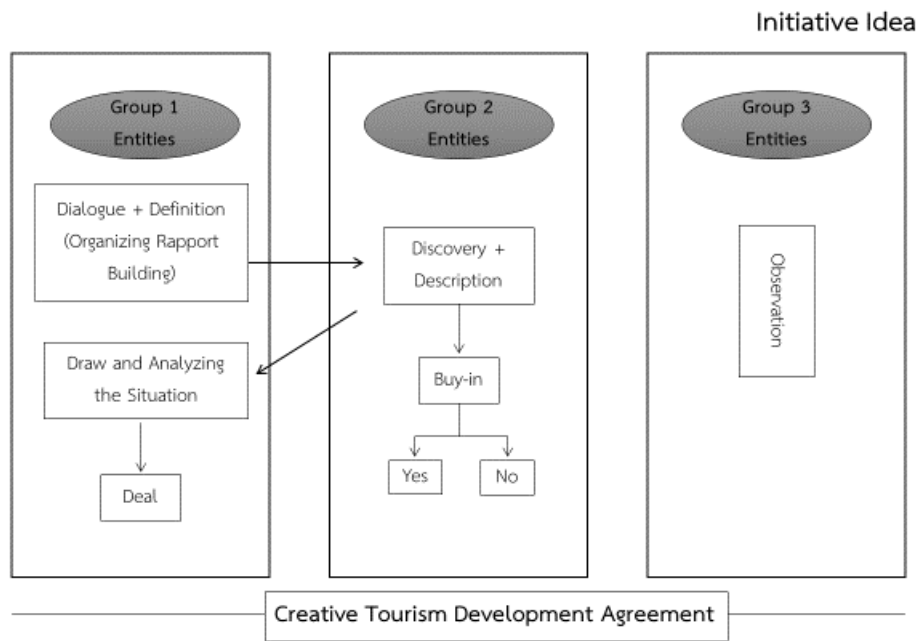 Initiative Idea
Group 1
Entities
Dialogue + Definition
(Organizing Rapport
Building)
Draw and Analyzing
the Situation
Deal
Group 2
Entities
Discovery +
Description
Buy-in
Yes
No
Group 3
Entities
Observation
Creative Tourism Development Agreement